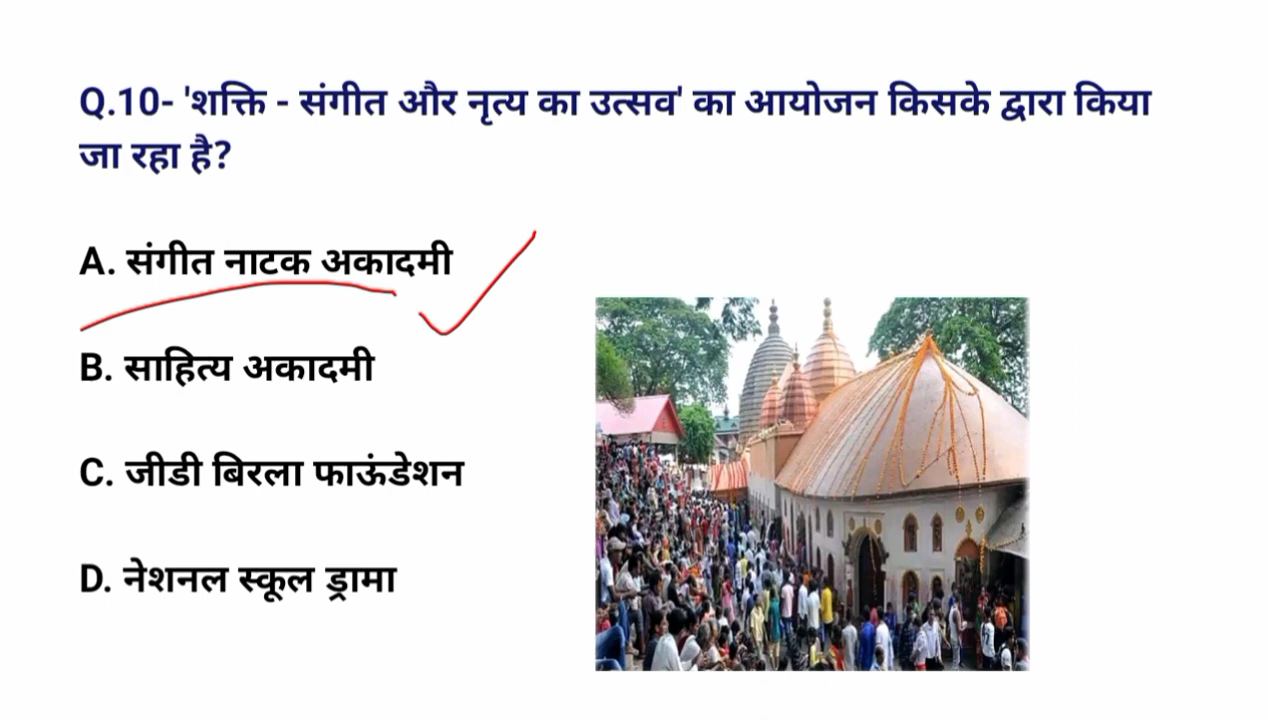 Q.10- 'शक्ति - संगीत और नृत्य का उत्सव' का आयोजन किसके द्वारा किया
जा रहा है?
A. संगीत नाटक अकादमी
B. साहित्य अकादमी
C. जीडी बिरला फाऊंडेशन
D. नेशनल स्कूल ड्रामा